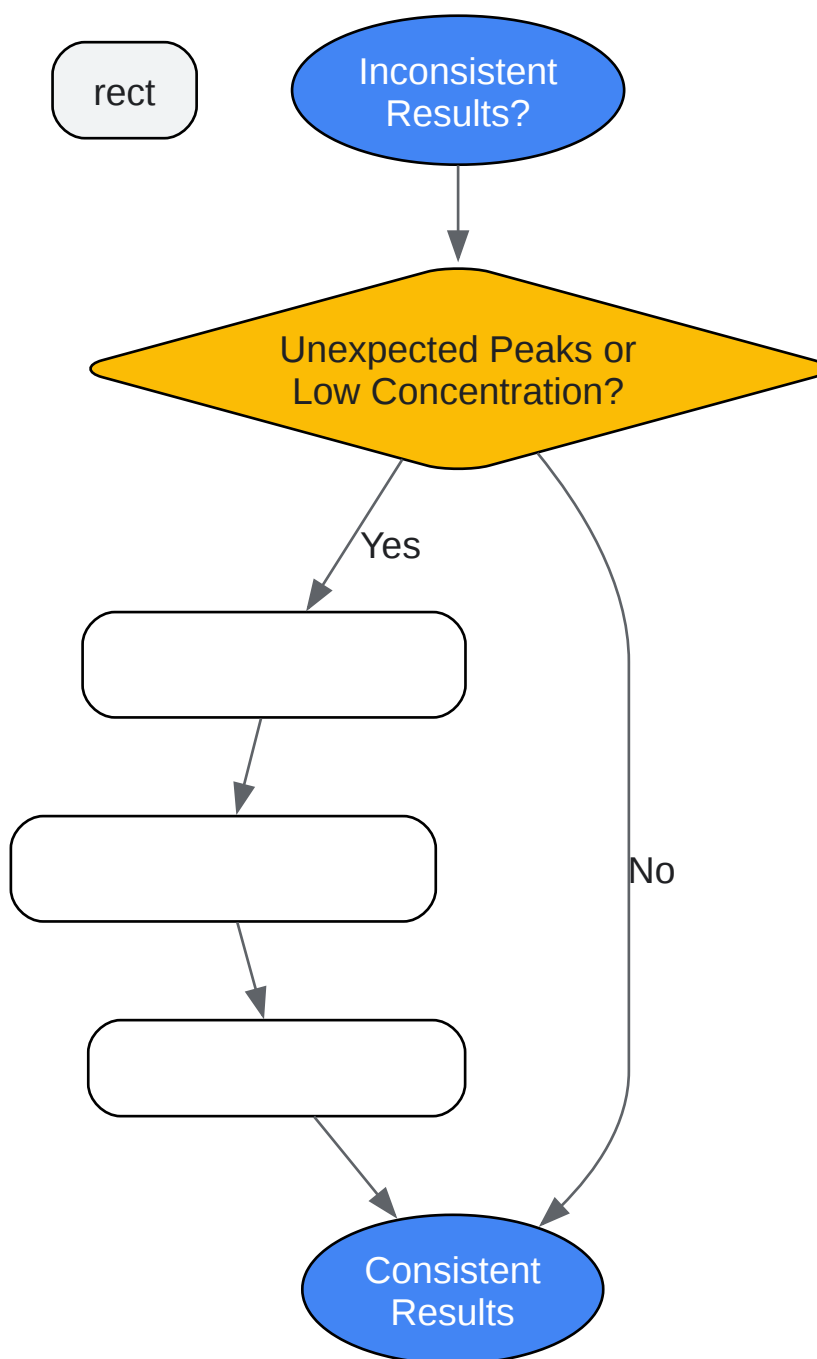 rect
Inconsistent
Results?
Unexpected Peaks or
Low Concentration?
Yes
No
Consistent
Results